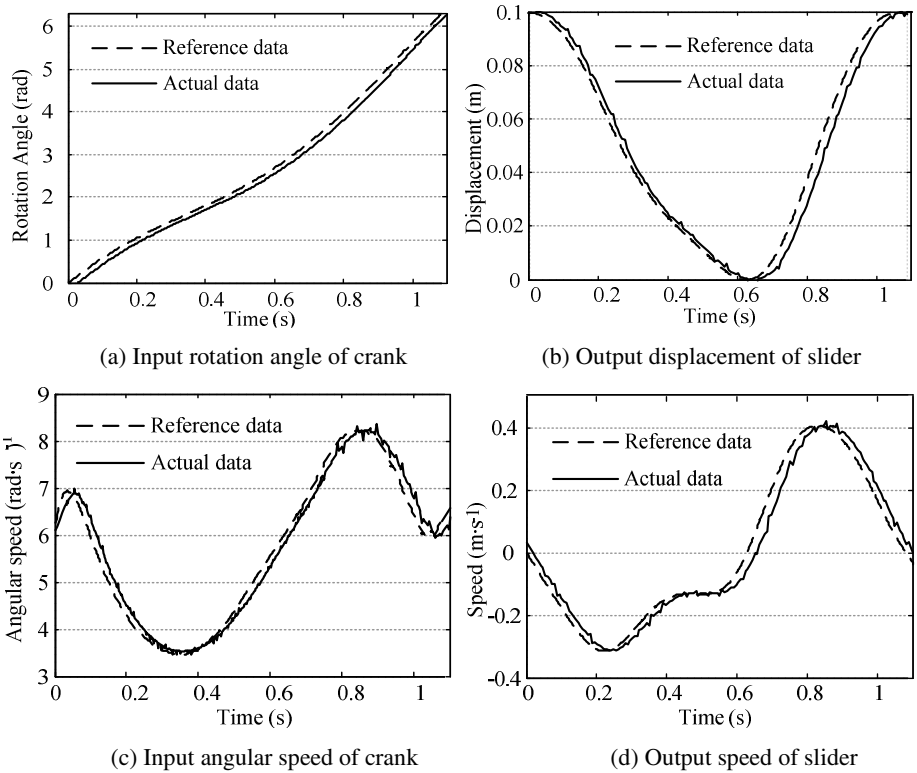 6
5
4
3
2
1
0
Rotation Angle (rad)
Reference data
Actual data
0
0.2
0.4
0.6
0.8
1
Time (s)
(a) Input rotation angle of crank
0.1
0.08
0.06
0.04
0.02
0
Displacement (m)
Reference data
Actual data
0
0.2
0.4
0.6
0.8
1
Time (s)
(b) Output displacement of slider
9
8
7
6
5
4
3
Angular speed (rad·s⁻¹)
Reference data
Actual data
0
0.2
0.4
0.6
0.8
1
Time (s)
(c) Input angular speed of crank
0.4
0.2
0
-0.2
-0.4
Speed (m·s⁻¹)
Reference data
Actual data
0
0.2
0.4
0.6
0.8
1
Time (s)
(d) Output speed of slider